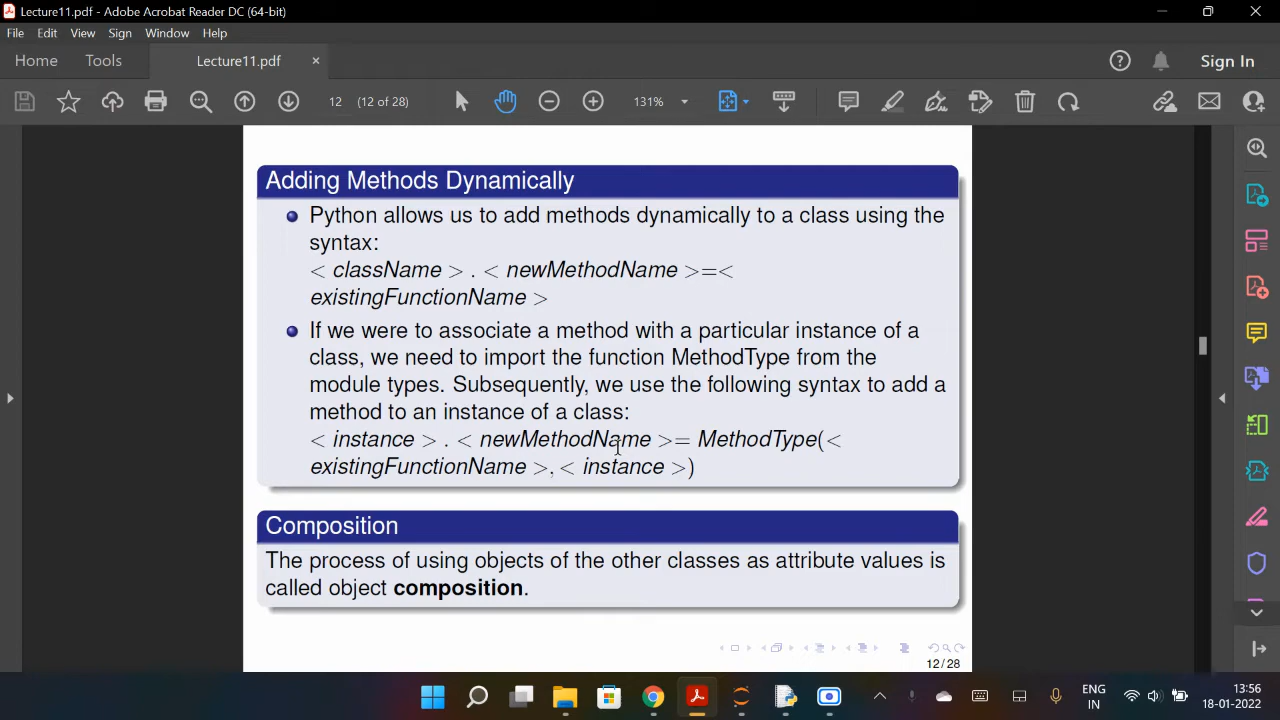 Lecture11.pdf - Adobe Acrobat Reader DC (64-bit)
File Edit View Sign Window Help
Home Tools Lecture11.pdf × Sign In
12 (12 of 28) 131%
Adding Methods Dynamically
Python allows us to add methods dynamically to a class using the
syntax:
< className > . < newMethodName >=<
existingFunctionName >
If we were to associate a method with a particular instance of a
class, we need to import the function MethodType from the
module types. Subsequently, we use the following syntax to add a
method to an instance of a class:
< instance > . < newMethodName >= MethodType(<
existingFunctionName >, < instance >)
Composition
The process of using objects of the other classes as attribute values is
called object composition.
12/28
ENG
IN
13:56
18-01-2022